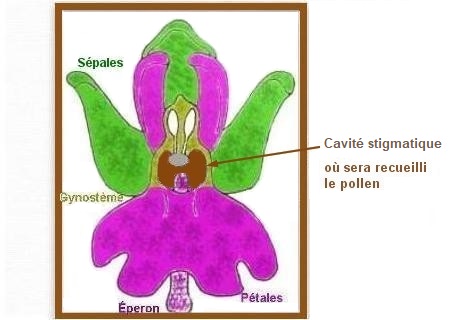 Sépales
Cavité stigmatique
où sera recueilli
le pollen
Gynostème
Pétales
Éperon